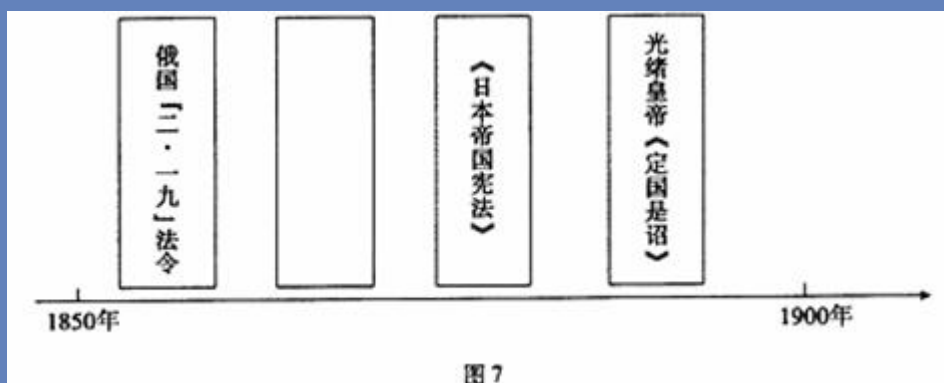 俄国「二·一九」法令
《日本帝国宪法》
光绪皇帝《定国是诏》
1850年
1900年
图7